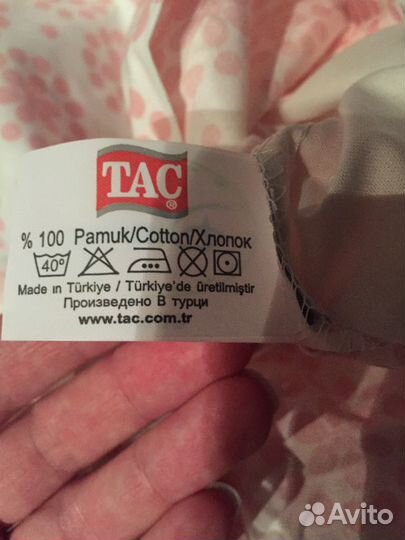 TAC
®
% 100 Pamuk/Cotton/Хлопок
40°
Made in Türkiye / Türkiye'de üretilmiştir
Произведено В турци
www.tac.com.tr
Avito